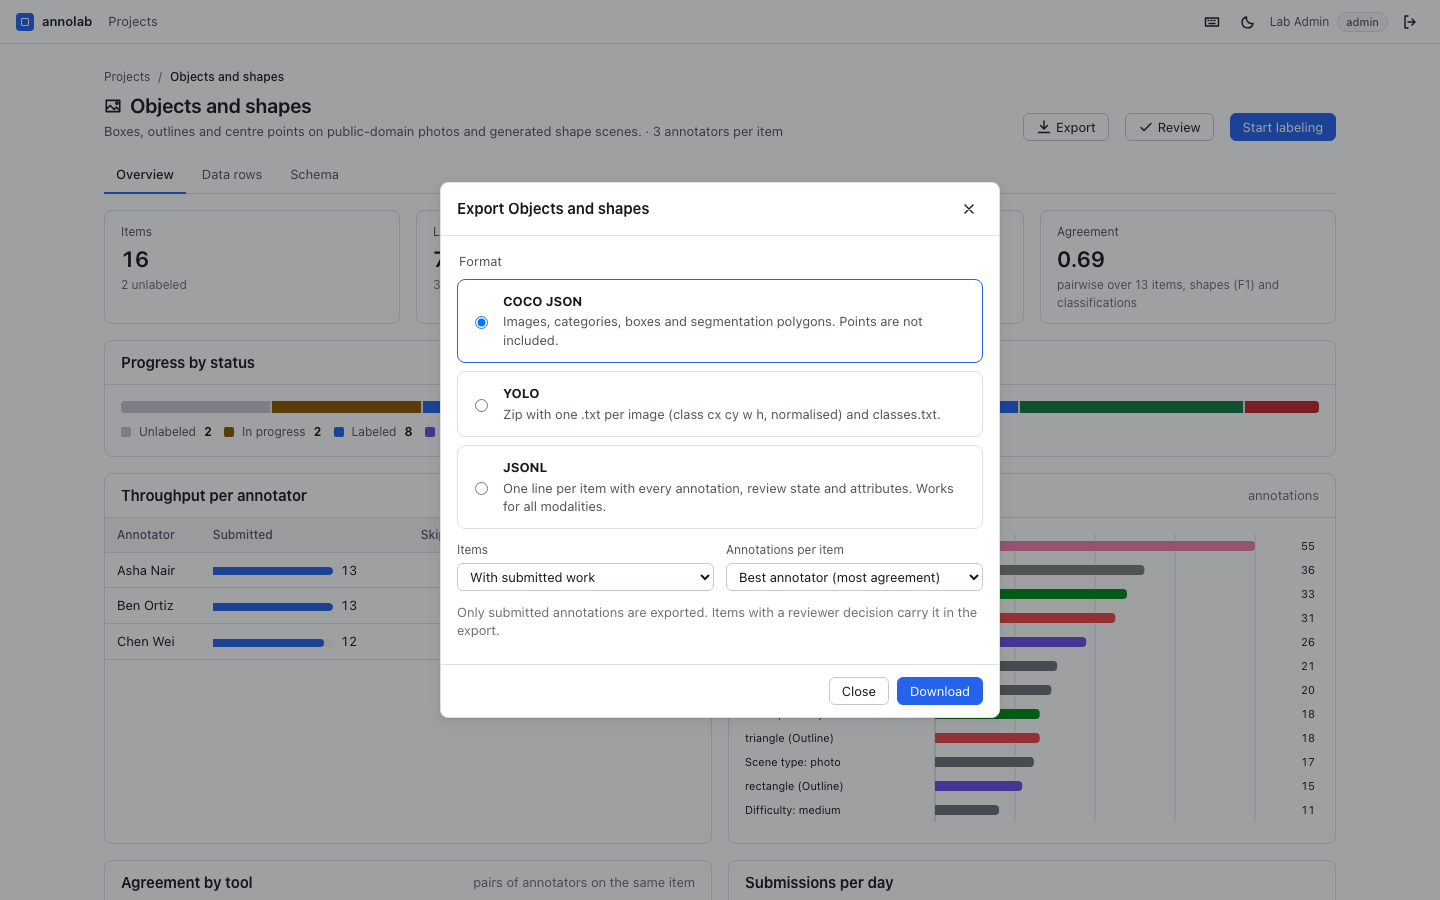 annolab Projects Lab Admin admin
Projects / Objects and shapes
Objects and shapes
Boxes, outlines and centre points on public-domain photos and generated shape scenes. · 3 annotators per item
Export Review Start labeling
Overview Data rows Schema
Items
16
2 unlabeled
Agreement
0.69
pairwise over 13 items, shapes (F1) and
classifications
Progress by status
Unlabeled 2 In progress 2 Labeled 8
Throughput per annotator
Annotator Submitted
Asha Nair 13
Ben Ortiz 13
Chen Wei 12
annotations
55
36
33
31
26
21
20
18
triangle (Outline) 18
Scene type: photo 17
rectangle (Outline) 15
Difficulty: medium 11
Agreement by tool pairs of annotators on the same item
Submissions per day
Export Objects and shapes
Format
COCO JSON
Images, categories, boxes and segmentation polygons. Points are not
included.
YOLO
Zip with one .txt per image (class cx cy w h, normalised) and classes.txt.
JSONL
One line per item with every annotation, review state and attributes. Works
for all modalities.
Items Annotations per item
With submitted work Best annotator (most agreement)
Only submitted annotations are exported. Items with a reviewer decision carry it in the
export.
Close Download